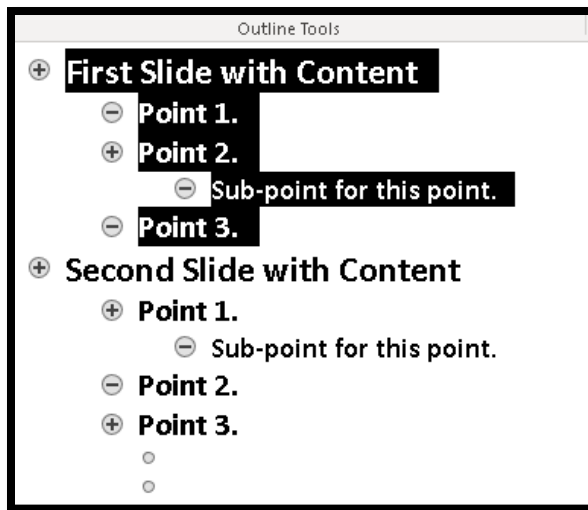 Outline Tools
First Slide with Content
Point 1.
Point 2.
Sub-point for this point.
Point 3.
Second Slide with Content
Point 1.
Sub-point for this point.
Point 2.
Point 3.